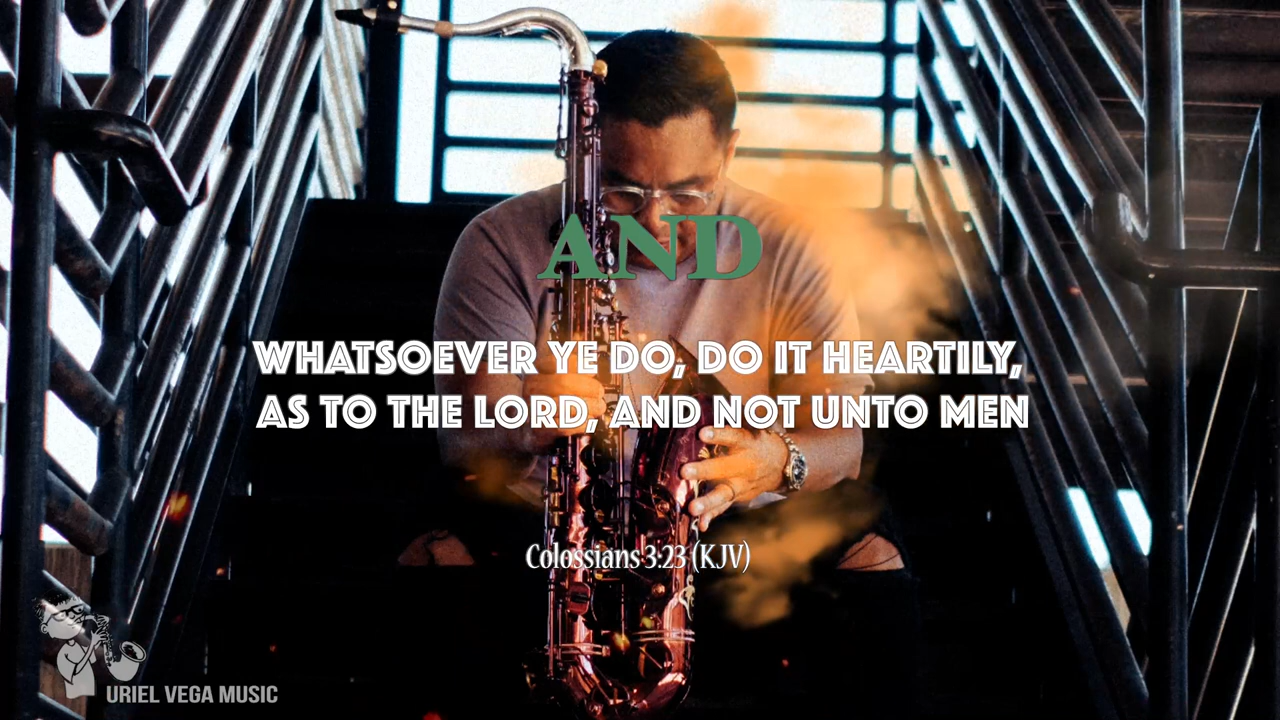 AND
WHATSOEVER YE DO, DO IT HEARTILY,
AS TO THE LORD, AND NOT UNTO MEN
Colossians 3:23 (KJV)
URIEL VEGA MUSIC